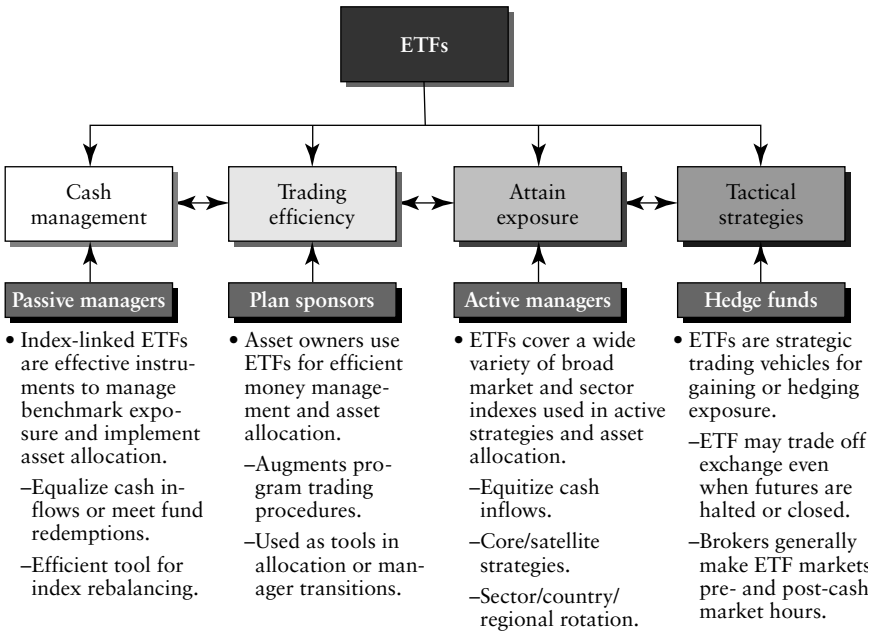 ETFs
Cash
management
Trading
efficiency
Attain
exposure
Tactical
strategies
Passive managers
• Index-linked ETFs
are effective instru-
ments to manage
benchmark expo-
sure and implement
asset allocation.
–Equalize cash in-
flows or meet fund
redemptions.
–Efficient tool for
index rebalancing.
Plan sponsors
• Asset owners use
ETFs for efficient
money manage-
ment and asset
allocation.
–Augments pro-
gram trading
procedures.
–Used as tools in
allocation or man-
ager transitions.
Active managers
• ETFs cover a wide
variety of broad
market and sector
indexes used in active
strategies and asset
allocation.
–Equitize cash
inflows.
–Core/satellite
strategies.
–Sector/country/
regional rotation.
Hedge funds
• ETFs are strategic
trading vehicles for
gaining or hedging
exposure.
–ETF may trade off
exchange even
when futures are
halted or closed.
–Brokers generally
make ETF markets
pre- and post-cash
market hours.